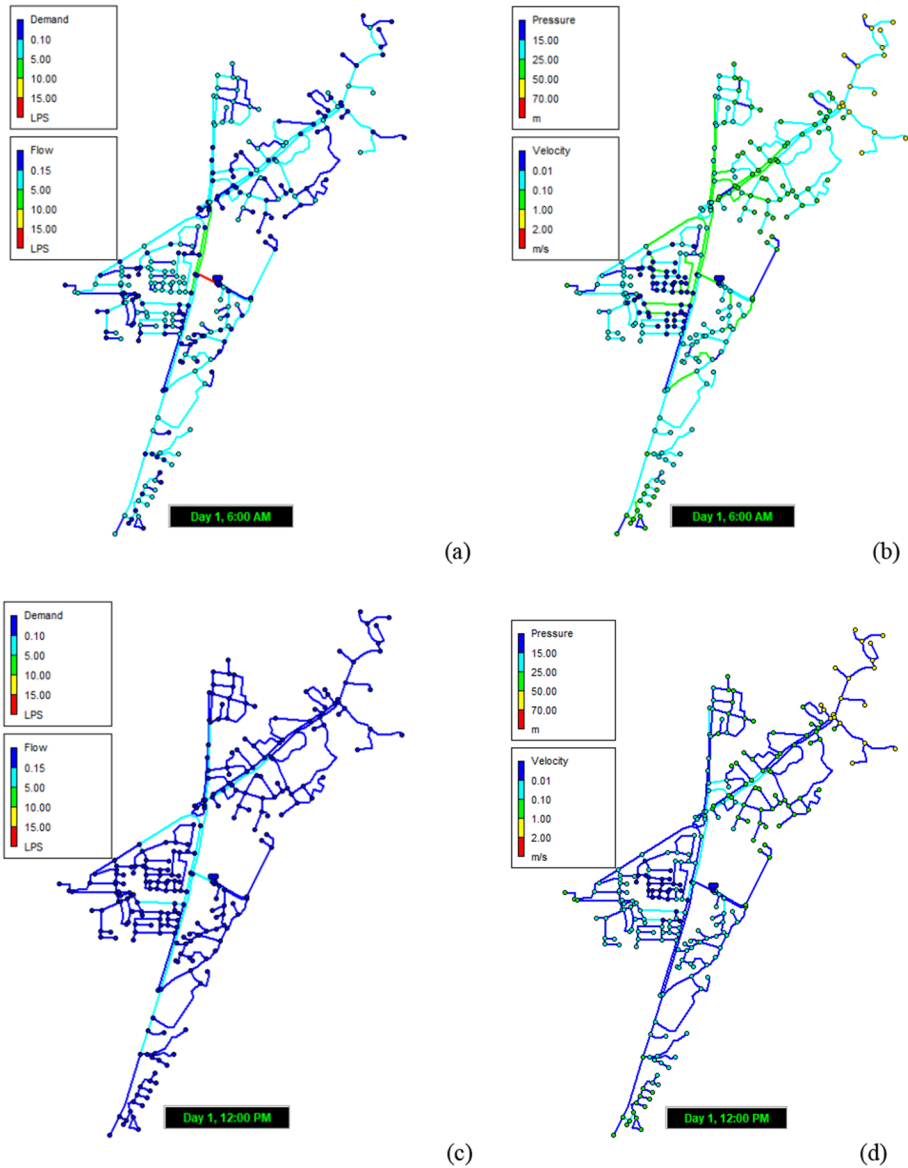 Demand
0.10
5.00
10.00
15.00
LPS
Flow
0.15
5.00
10.00
15.00
LPS
Day 1, 6:00 AM
(a)
Pressure
15.00
25.00
50.00
70.00
m
Velocity
0.01
0.10
1.00
2.00
m/s
Day 1, 6:00 AM
(b)
Demand
0.10
5.00
10.00
15.00
LPS
Flow
0.15
5.00
10.00
15.00
LPS
Day 1, 12:00 PM
(c)
Pressure
15.00
25.00
50.00
70.00
m
Velocity
0.01
0.10
1.00
2.00
m/s
Day 1, 12:00 PM
(d)